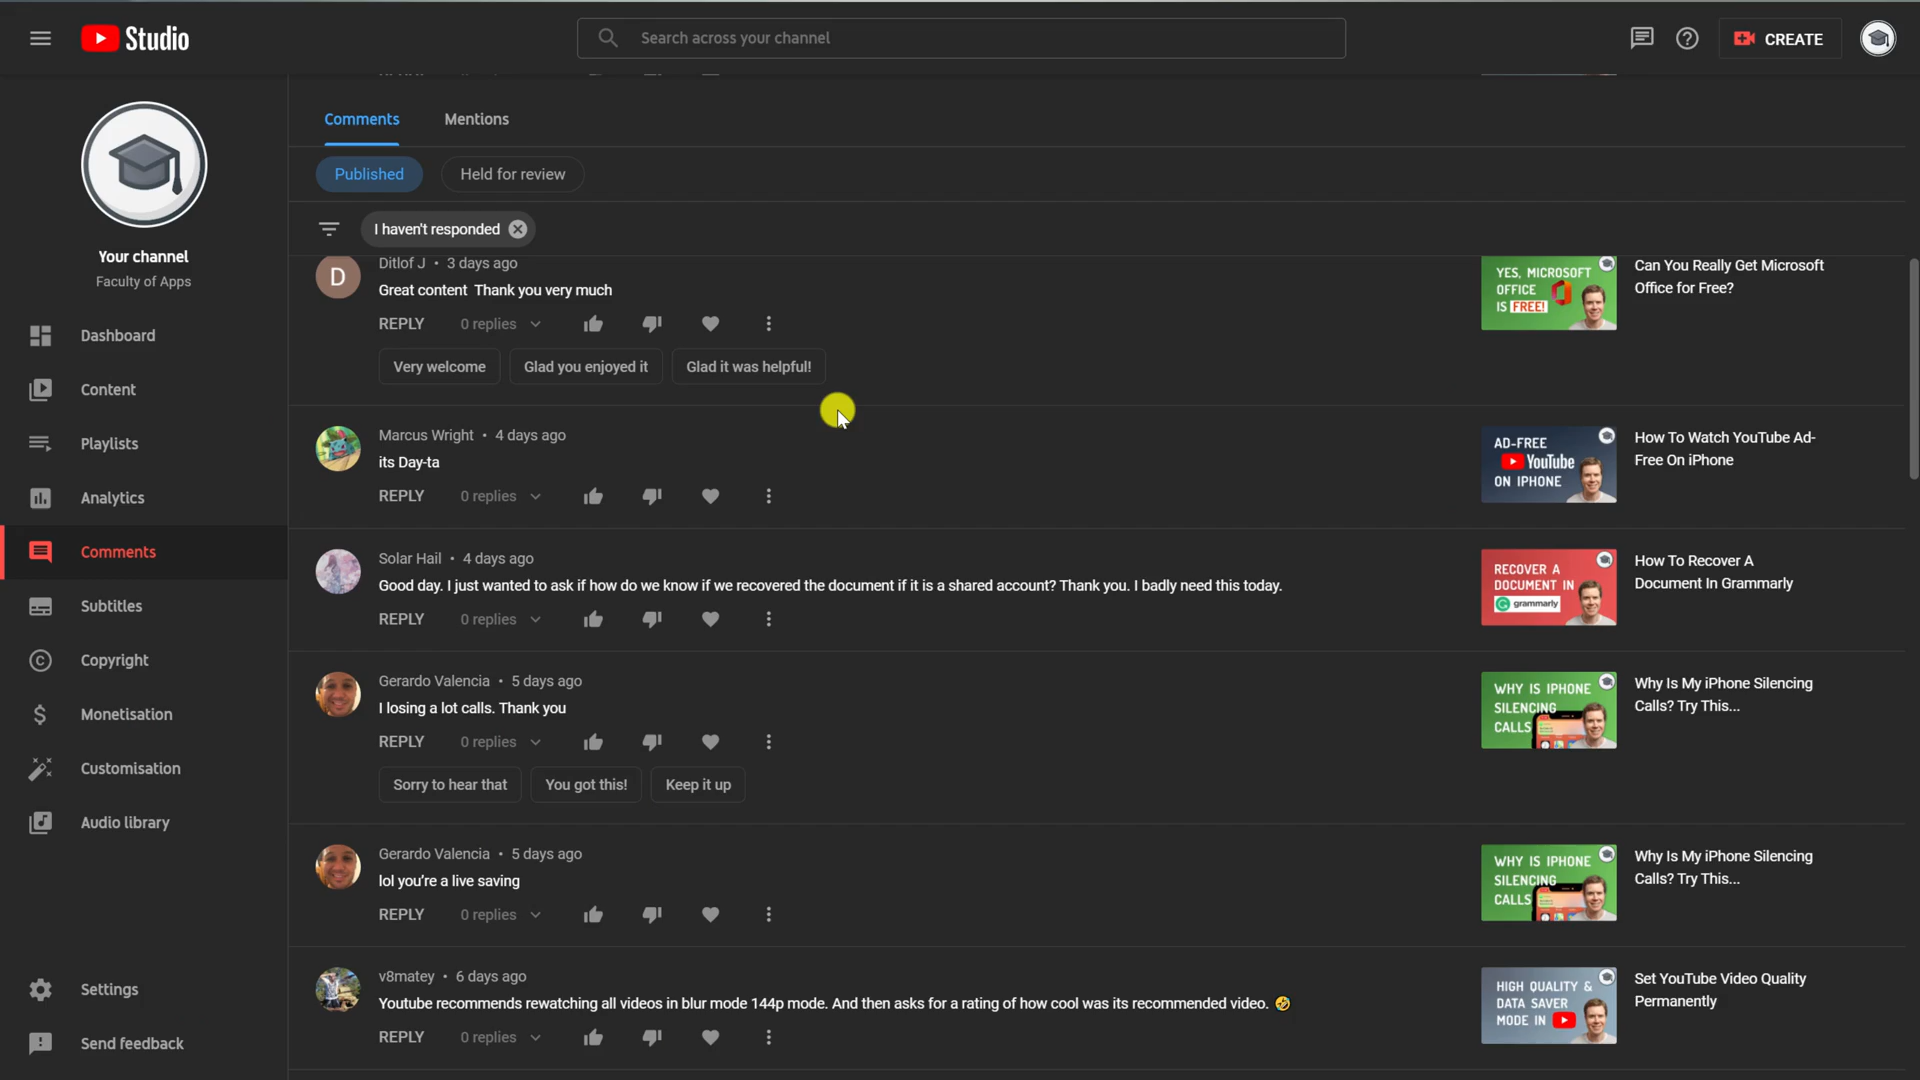 Studio
Search across your channel
CREATE
Your channel
Faculty of Apps
Dashboard
Content
Playlists
Analytics
Comments
Subtitles
Copyright
Monetisation
Customisation
Audio library
Settings
Send feedback
Comments
Mentions
Published
Held for review
I haven't responded
D
Ditlof J • 3 days ago
Great content Thank you very much
REPLY 0 replies
Very welcome
Glad you enjoyed it
Glad it was helpful!
YES, MICROSOFT
OFFICE
IS FREE!
Can You Really Get Microsoft
Office for Free?
Marcus Wright • 4 days ago
its Day-ta
REPLY 0 replies
AD-FREE
YouTube
ON IPHONE
How To Watch YouTube Ad-
Free On iPhone
Solar Hail • 4 days ago
Good day. I just wanted to ask if how do we know if we recovered the document if it is a shared account? Thank you. I badly need this today.
REPLY 0 replies
RECOVER A
DOCUMENT IN
grammarly
How To Recover A
Document In Grammarly
Gerardo Valencia • 5 days ago
I losing a lot calls. Thank you
REPLY 0 replies
Sorry to hear that
You got this!
Keep it up
WHY IS IPHONE
SILENCING
CALLS
Why Is My iPhone Silencing
Calls? Try This...
Gerardo Valencia • 5 days ago
lol you're a live saving
REPLY 0 replies
WHY IS IPHONE
SILENCING
CALLS
Why Is My iPhone Silencing
Calls? Try This...
v8matey • 6 days ago
Youtube recommends rewatching all videos in blur mode 144p mode. And then asks for a rating of how cool was its recommended video. 🤣
REPLY 0 replies
HIGH QUALITY &
DATA SAVER
MODE IN
Set YouTube Video Quality
Permanently